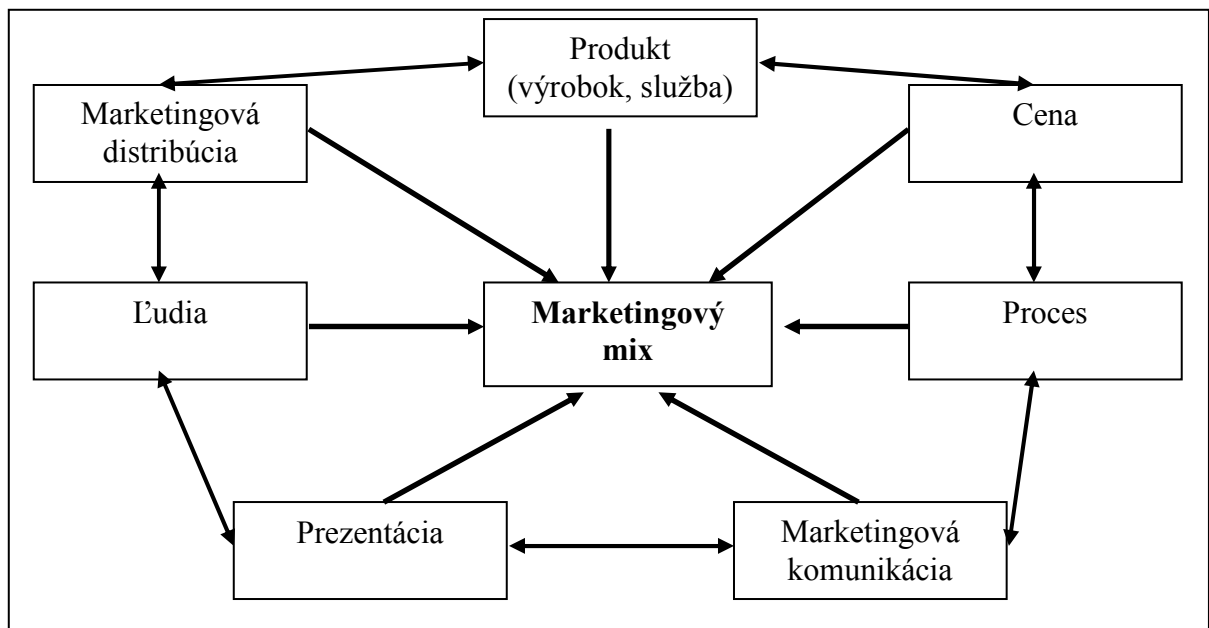 Produkt
(výrobok, služba)
Marketingová
distribúcia
Cena
Ľudia
Marketingový
mix
Proces
Prezentácia
Marketingová
komunikácia